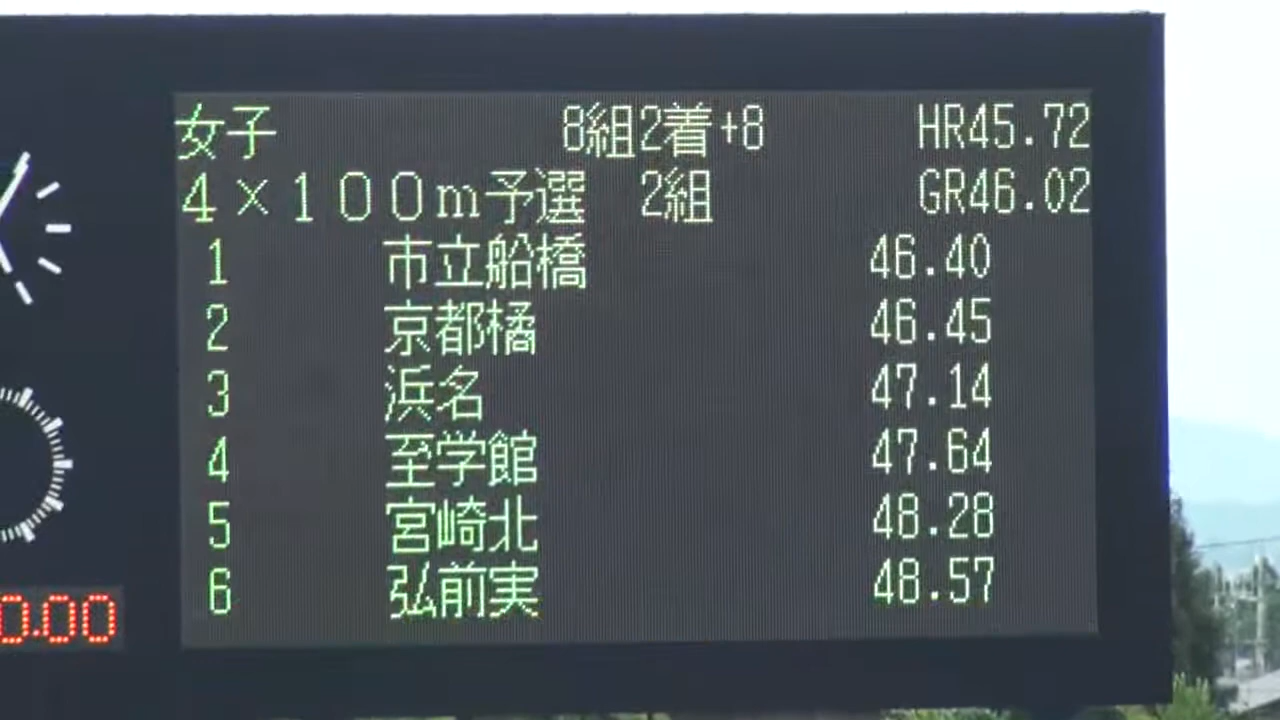 女子 8組2着+8 HR45.72
4×100m予選 2組 GR46.02
1 市立船橋 46.40
2 京都橘 46.45
3 浜名 47.14
4 至学館 47.64
5 宮崎北 48.28
6 弘前実 48.57
0.00